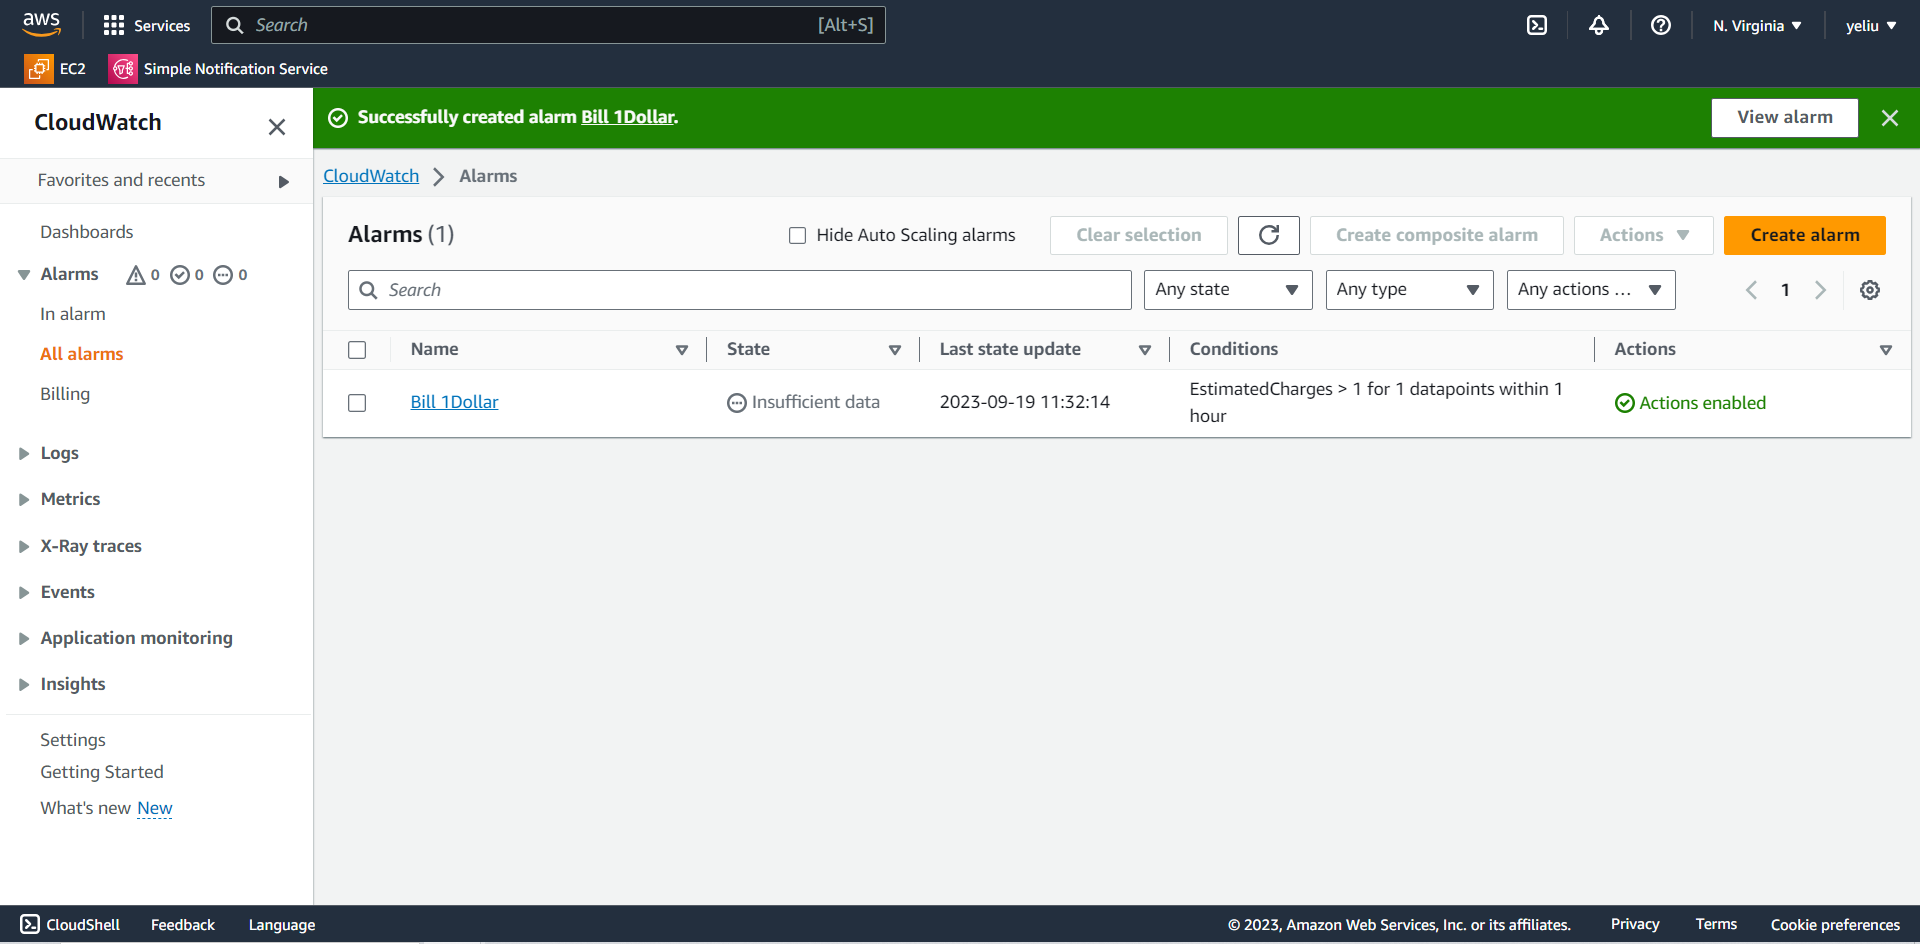 aws
Services
Search
[Alt+S]
N. Virginia
yeliu
EC2
Simple Notification Service
CloudWatch
Favorites and recents
Dashboards
Alarms 0 0 0
In alarm
All alarms
Billing
Logs
Metrics
X-Ray traces
Events
Application monitoring
Insights
Settings
Getting Started
What's new New
Successfully created alarm Bill 1Dollar.
View alarm
CloudWatch
Alarms
Alarms (1)
Hide Auto Scaling alarms
Clear selection
Create composite alarm
Actions
Create alarm
Search
Any state
Any type
Any actions ...
1
Name
State
Last state update
Conditions
Actions
Bill 1Dollar
Insufficient data
2023-09-19 11:32:14
EstimatedCharges > 1 for 1 datapoints within 1
hour
Actions enabled
CloudShell
Feedback
Language
© 2023, Amazon Web Services, Inc. or its affiliates.
Privacy
Terms
Cookie preferences